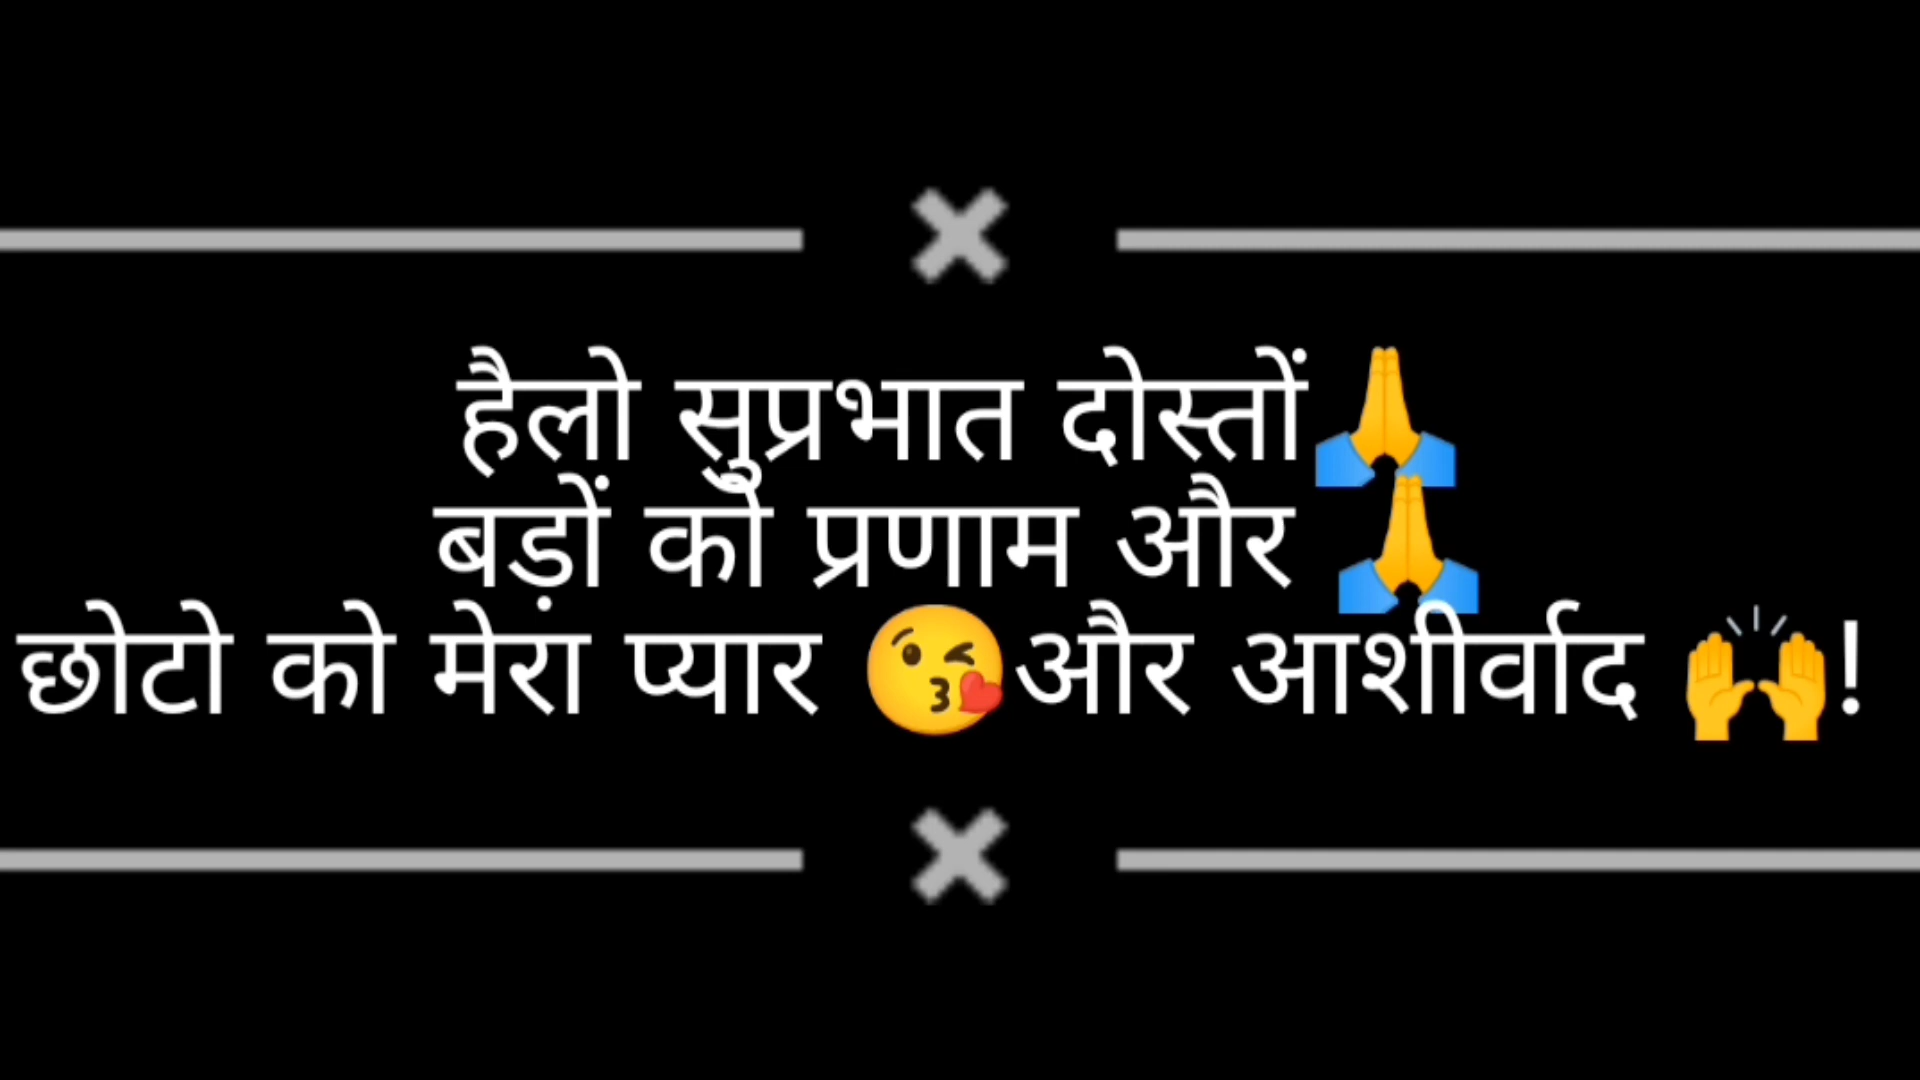 हैलो सुप्रभात दोस्तों🙏
बड़ों को प्रणाम और 🙏
छोटो को मेरा प्यार 😘और आशीर्वाद 🙌!